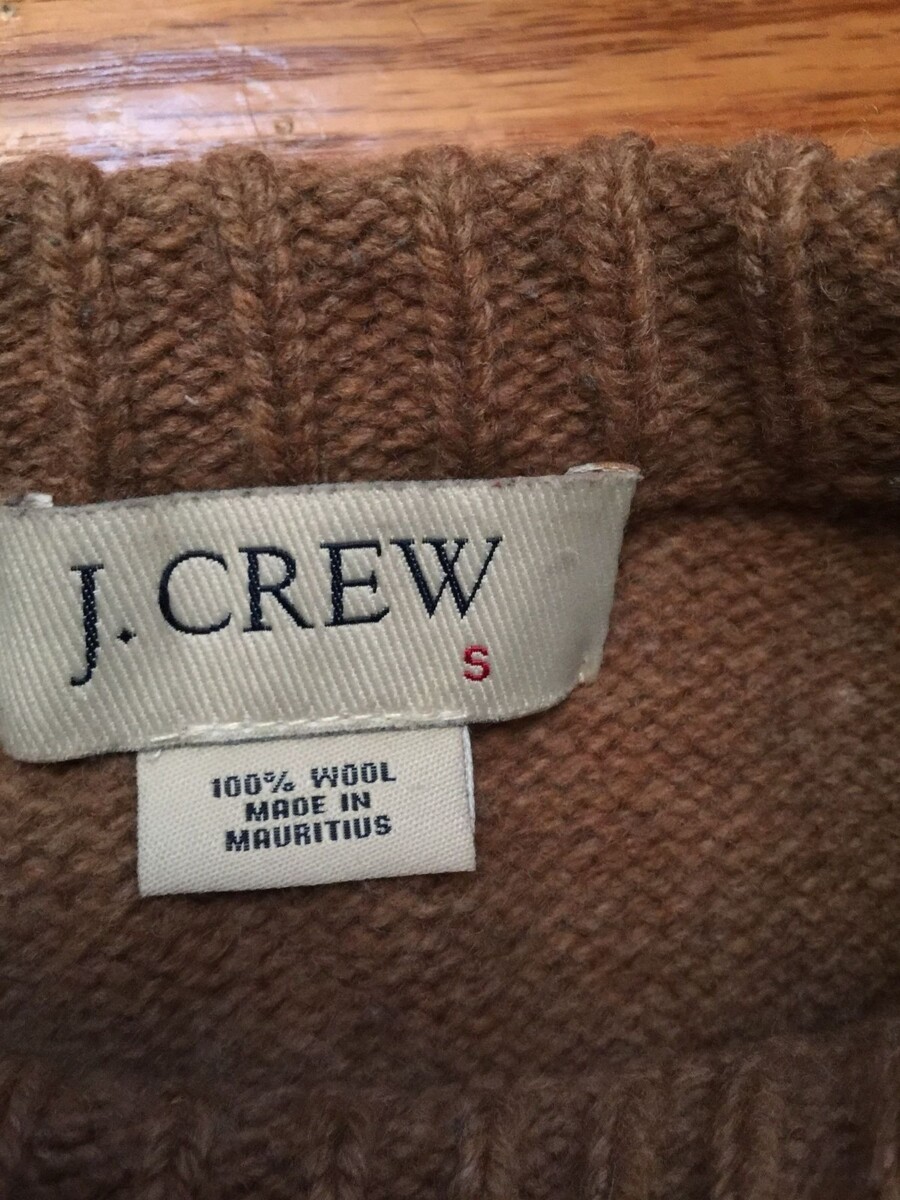 J. CREW
S
100% WOOL
MADE IN
MAURITIUS